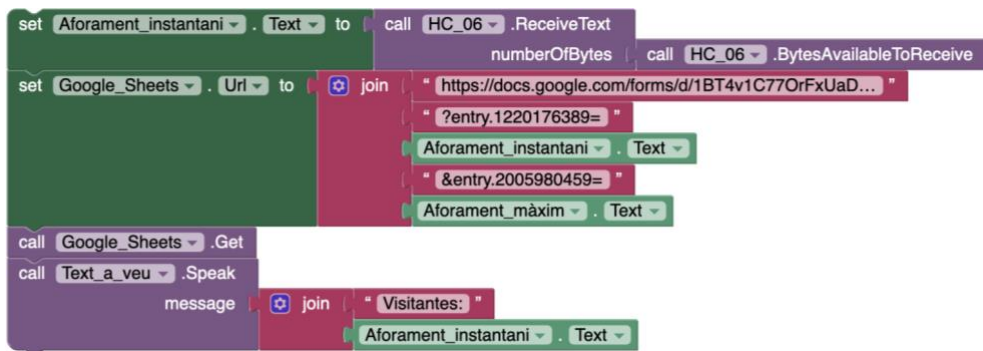 set Aforament_instantani . Text to call HC_06 .ReceiveText
numberOfBytes call HC_06 .BytesAvailableToReceive
set Google_Sheets . Url to join " https://docs.google.com/forms/d/1BT4v1C77OrFxUaD... "
" ?entry.1220176389= "
Aforament_instantani . Text
" &entry.2005980459= "
Aforament_màxim . Text
call Google_Sheets .Get
call Text_a_veu .Speak
message join " Visitantes: "
Aforament_instantani . Text